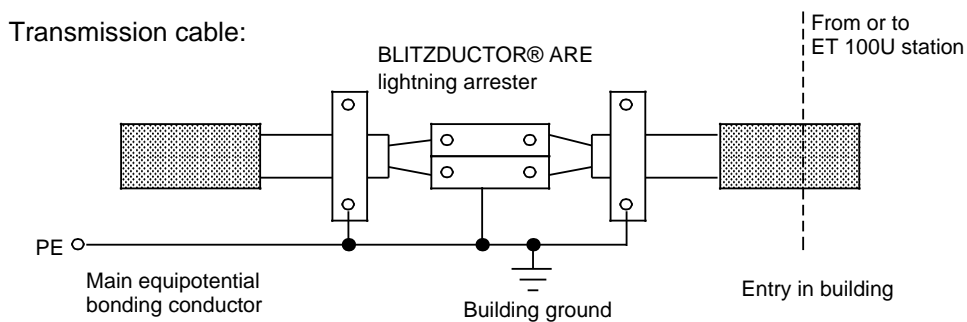 Transmission cable:
From or to
ET 100U station
BLITZDUCTOR® ARE
lightning arrester
PE
Main equipotential
bonding conductor
Building ground
Entry in building